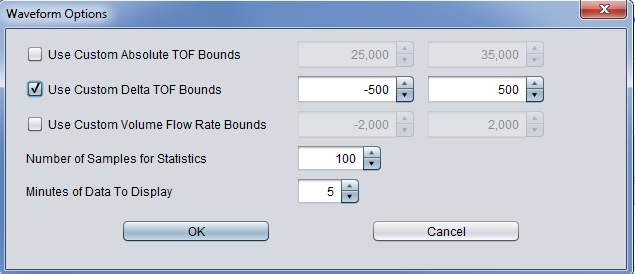 Waveform Options
Use Custom Absolute TOF Bounds 25,000 35,000
Use Custom Delta TOF Bounds -500 500
Use Custom Volume Flow Rate Bounds -2,000 2,000
Number of Samples for Statistics 100
Minutes of Data To Display 5
OK Cancel